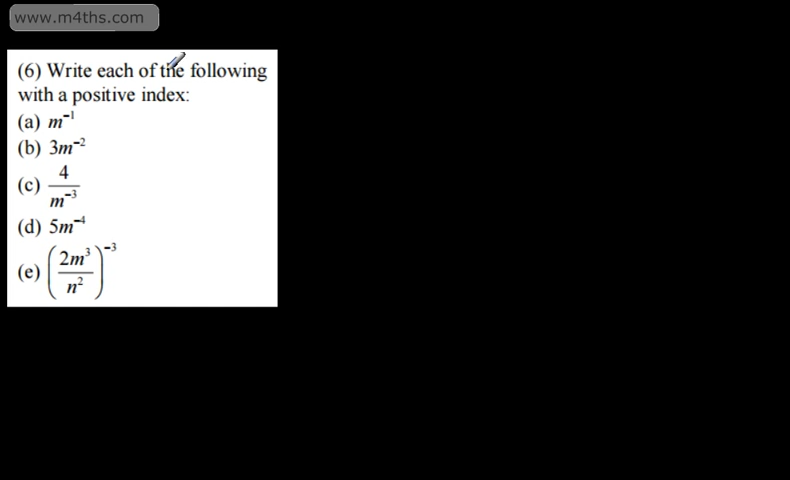 www.m4ths.com
(6) Write each of the following
with a positive index:
(a) m⁻¹
(b) 3m⁻²
(c) 4/m⁻³
(d) 5m⁻⁴
(e) (2m³/n²)⁻³